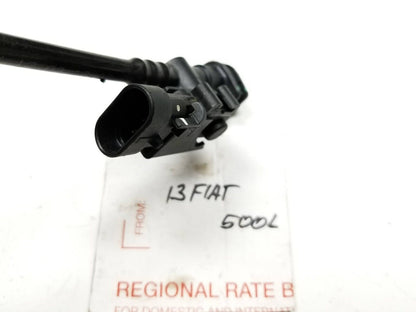 13 FIAT
500L
FROM:
REGIONAL RATE B
FOR DOMESTIC AND INTERNAT